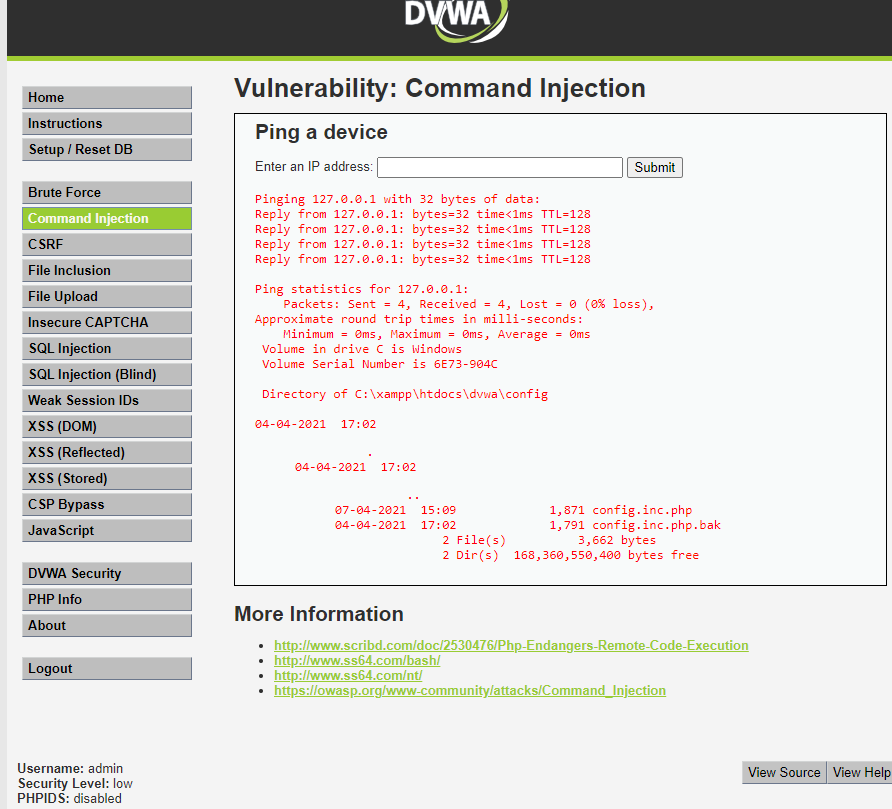 DVWA
Home
Instructions
Setup / Reset DB
Brute Force
Command Injection
CSRF
File Inclusion
File Upload
Insecure CAPTCHA
SQL Injection
SQL Injection (Blind)
Weak Session IDs
XSS (DOM)
XSS (Reflected)
XSS (Stored)
CSP Bypass
JavaScript
DVWA Security
PHP Info
About
Logout
Vulnerability: Command Injection
Ping a device
Enter an IP address: Submit
Pinging 127.0.0.1 with 32 bytes of data:
Reply from 127.0.0.1: bytes=32 time<1ms TTL=128
Reply from 127.0.0.1: bytes=32 time<1ms TTL=128
Reply from 127.0.0.1: bytes=32 time<1ms TTL=128
Reply from 127.0.0.1: bytes=32 time<1ms TTL=128
Ping statistics for 127.0.0.1:
Packets: Sent = 4, Received = 4, Lost = 0 (0% loss),
Approximate round trip times in milli-seconds:
Minimum = 0ms, Maximum = 0ms, Average = 0ms
Volume in drive C is Windows
Volume Serial Number is 6E73-904C
Directory of C:\xampp\htdocs\dvwa\config
04-04-2021 17:02
.
04-04-2021 17:02
..
07-04-2021 15:09 1,871 config.inc.php
04-04-2021 17:02 1,791 config.inc.php.bak
2 File(s) 3,662 bytes
2 Dir(s) 168,360,550,400 bytes free
More Information
http://www.scribd.com/doc/2530476/Php-Endangers-Remote-Code-Execution
http://www.ss64.com/bash/
http://www.ss64.com/nt/
https://owasp.org/www-community/attacks/Command_Injection
Username: admin
Security Level: low
PHPIDS: disabled
View Source View Help